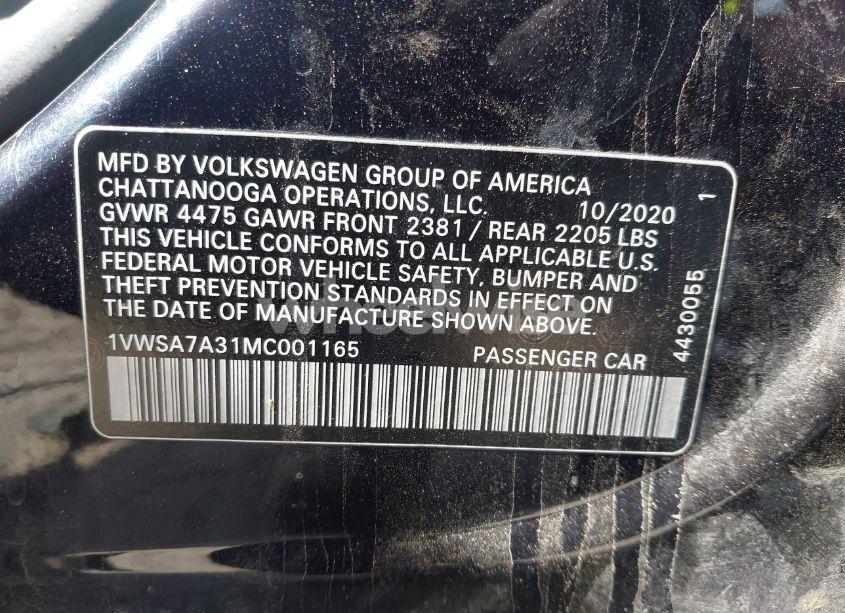 MFD BY VOLKSWAGEN GROUP OF AMERICA
CHATTANOOGA OPERATIONS, LLC. 10/2020
GVWR 4475 GAWR FRONT 2381 / REAR 2205 LBS
THIS VEHICLE CONFORMS TO ALL APPLICABLE U.S.
FEDERAL MOTOR VEHICLE SAFETY, BUMPER AND
THEFT PREVENTION STANDARDS IN EFFECT ON
THE DATE OF MANUFACTURE SHOWN ABOVE.
1VWSA7A31MC001165 PASSENGER CAR
4430055 1